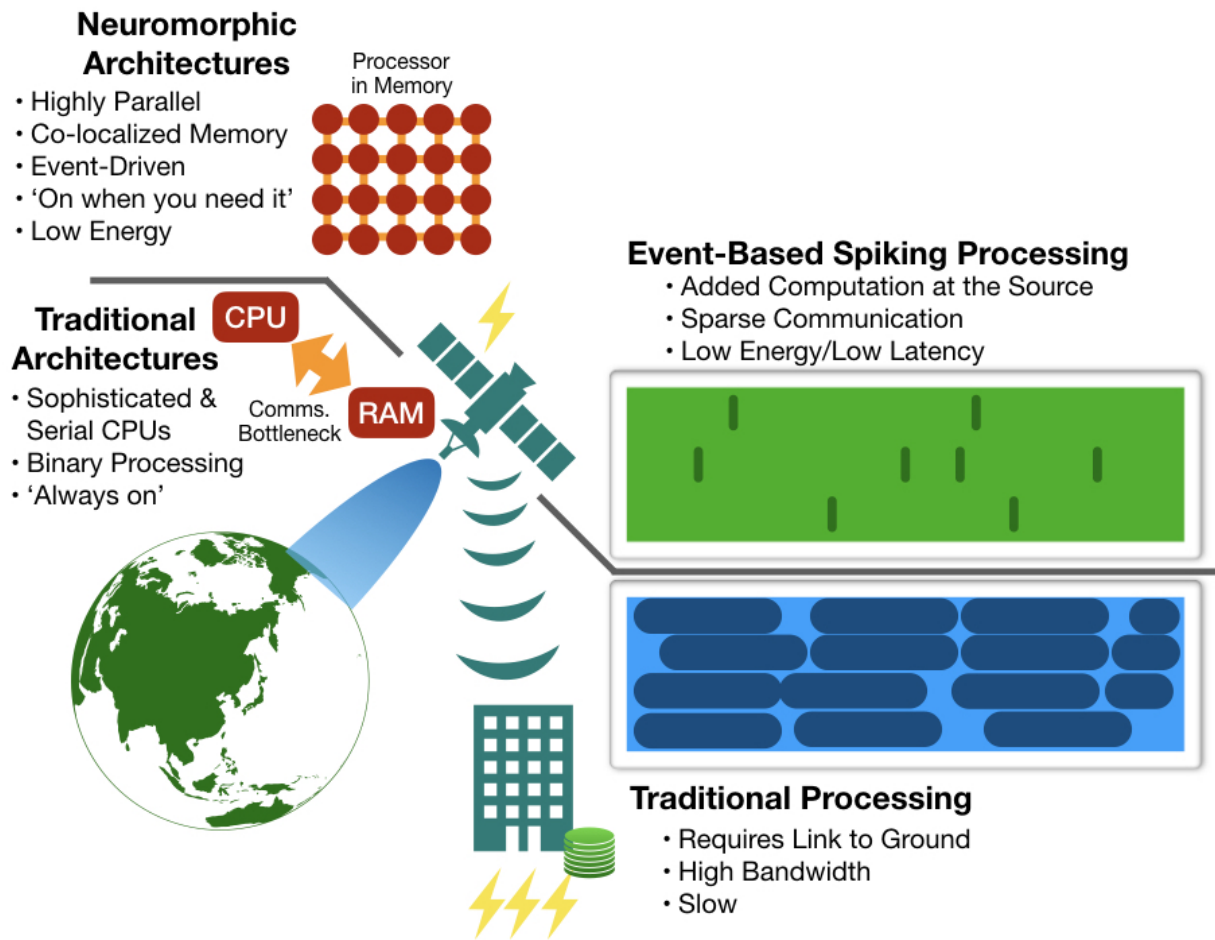 Neuromorphic
Architectures
• Highly Parallel
• Co-localized Memory
• Event-Driven
• ‘On when you need it’
• Low Energy
Processor
in Memory
Traditional
Architectures
• Sophisticated &
Serial CPUs
• Binary Processing
• ‘Always on’
CPU
Comms.
Bottleneck
RAM
Event-Based Spiking Processing
• Added Computation at the Source
• Sparse Communication
• Low Energy/Low Latency
Traditional Processing
• Requires Link to Ground
• High Bandwidth
• Slow